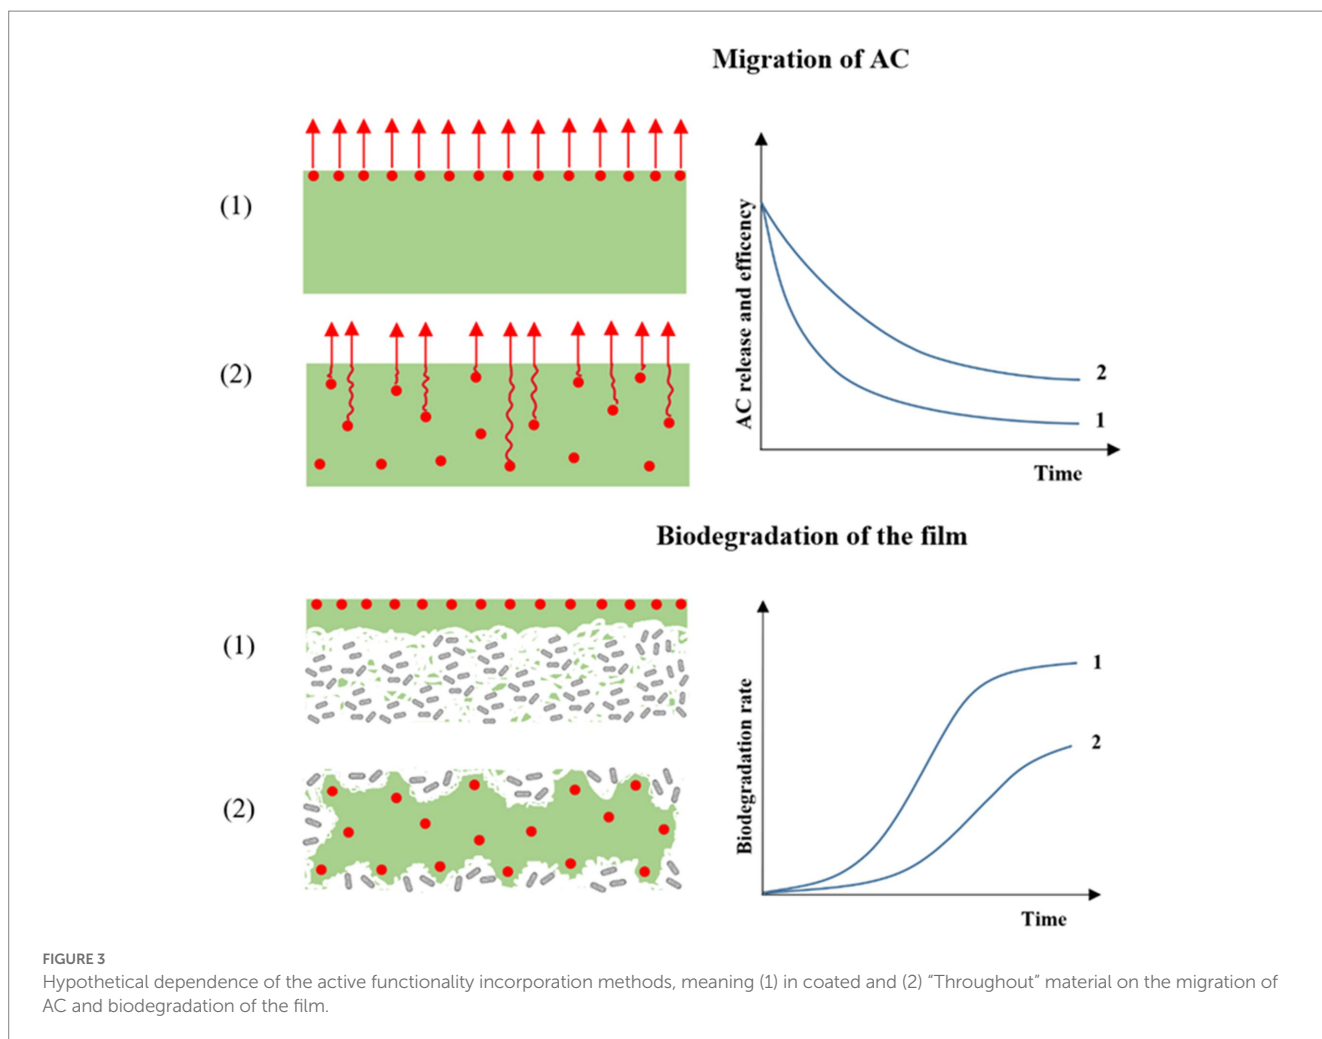 Migration of AC
(1)
(2)
AC release and efficency
2
1
Time
Biodegradation of the film
(1)
(2)
Biodegradation rate
1
2
Time
FIGURE 3
Hypothetical dependence of the active functionality incorporation methods, meaning (1) in coated and (2) “Throughout” material on the migration of
AC and biodegradation of the film.